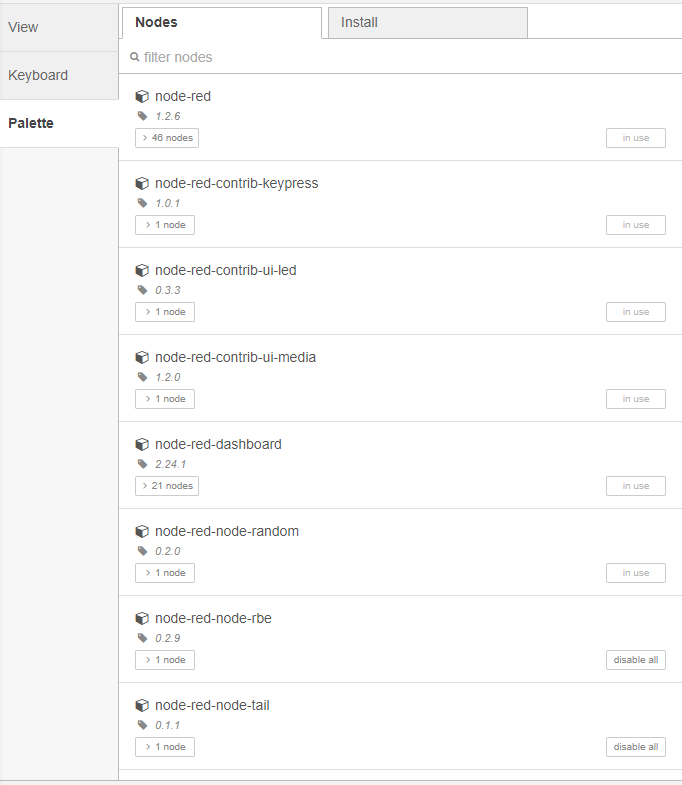 View
Keyboard
Palette
Nodes
Install
filter nodes
node-red
1.2.6
46 nodes
in use
node-red-contrib-keypress
1.0.1
1 node
in use
node-red-contrib-ui-led
0.3.3
1 node
in use
node-red-contrib-ui-media
1.2.0
1 node
in use
node-red-dashboard
2.24.1
21 nodes
in use
node-red-node-random
0.2.0
1 node
in use
node-red-node-rbe
0.2.9
1 node
disable all
node-red-node-tail
0.1.1
1 node
disable all